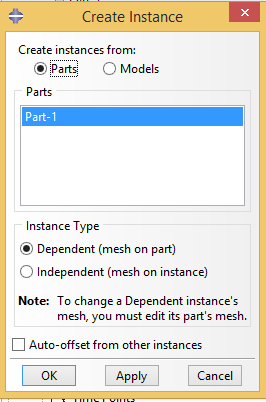 Create Instance
Create instances from:
Parts Models
Parts
Part-1
Instance Type
Dependent (mesh on part)
Independent (mesh on instance)
Note: To change a Dependent instance's
mesh, you must edit its part's mesh.
Auto-offset from other instances
OK Apply Cancel
Time Points